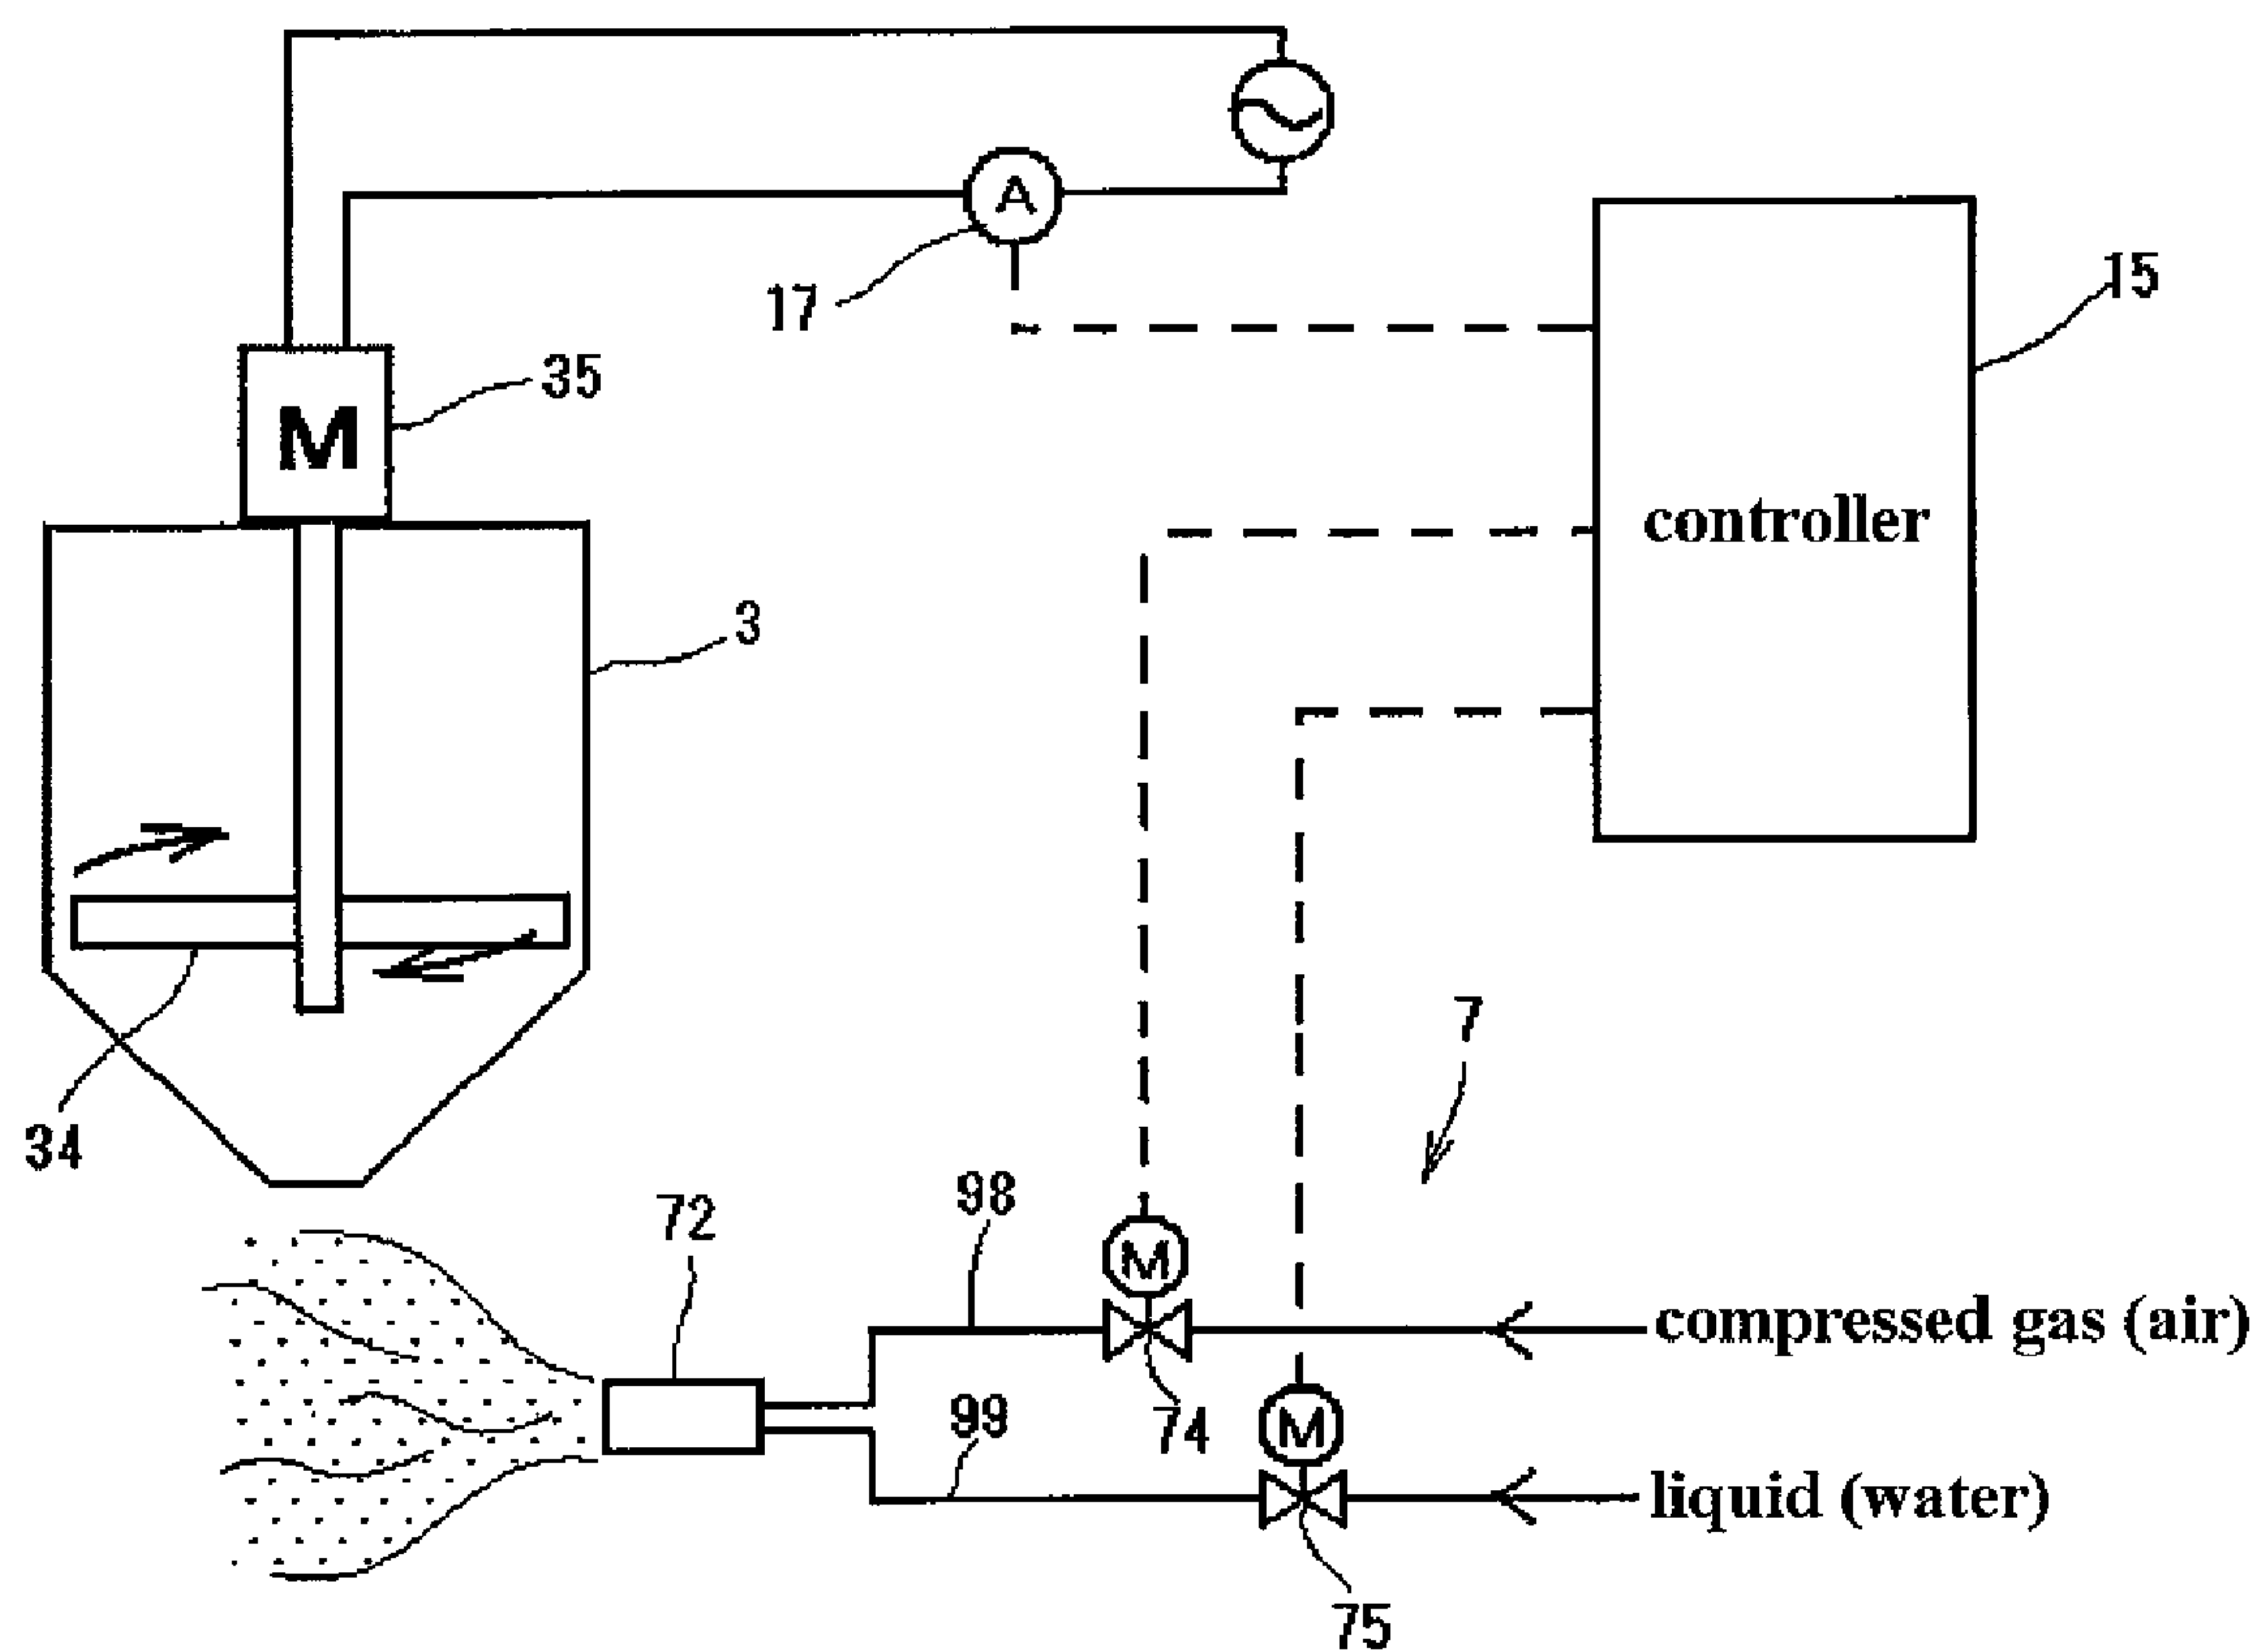 A
17
15
35
M
controller
3
7
34
98
72
M
compressed gas (air)
99
74
M
liquid (water)
75